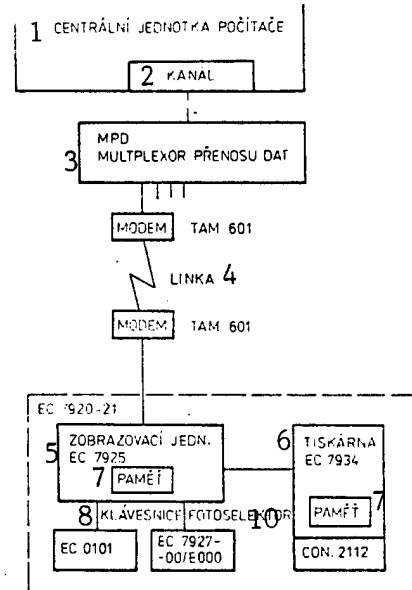 1 CENTRÁLNÍ JEDNOTKA POČÍTAČE
2 KANÁL
MPD
3 MULTPLEXOR PŘENOSU DAT
MODEM TAM 601
LINKA 4
MODEM TAM 601
EC 7920-21
5 ZOBRAZOVACÍ JEDN.
EC 7925
7 PAMĚŤ
6 TISKÁRNA
EC 7934
PAMĚŤ 7
CON. 2112
8 KLÁVESNICE FOTOSELEKTOR 10
EC 0101
EC 7927-
-00/E000